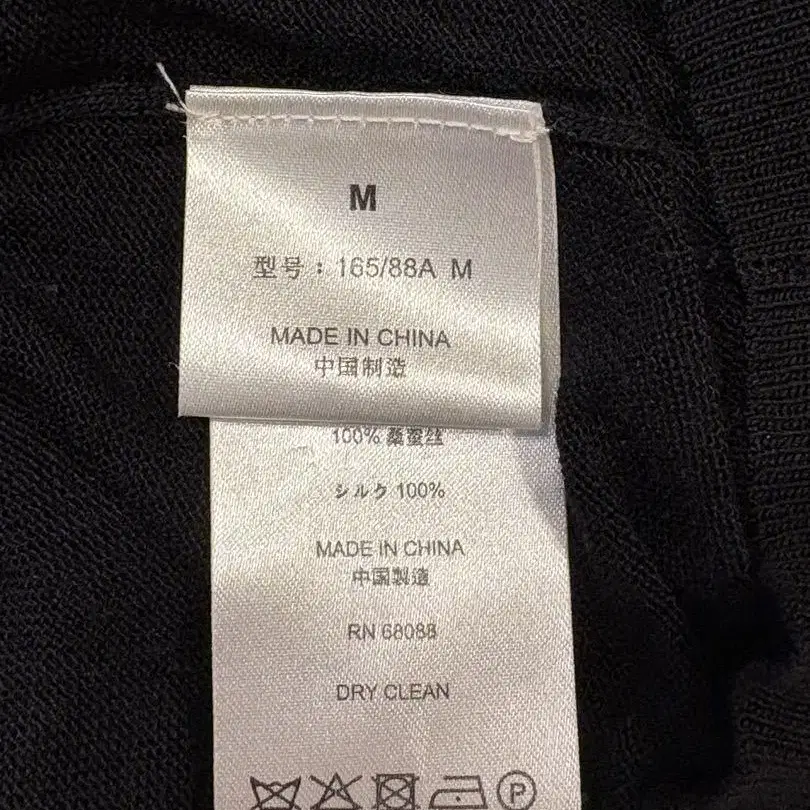 M
型号：165/88A M
MADE IN CHINA
中国制造
100% 桑蚕丝
シルク 100%
MADE IN CHINA
中国製造
RN 68088
DRY CLEAN
P